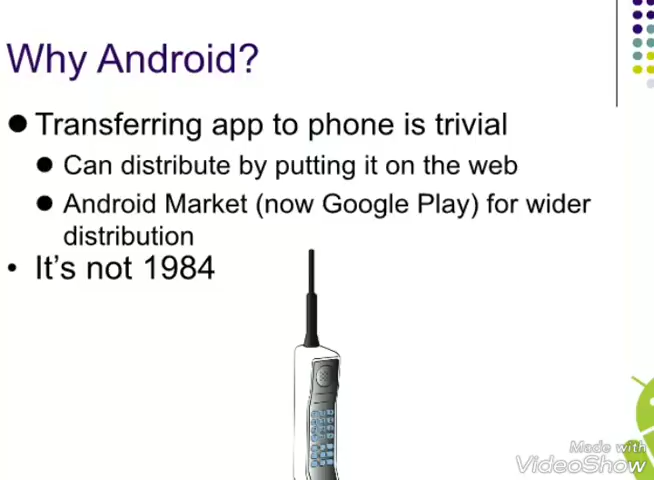 Why Android?
Transferring app to phone is trivial
Can distribute by putting it on the web
Android Market (now Google Play) for wider
distribution
It's not 1984
Made with
VideoShow